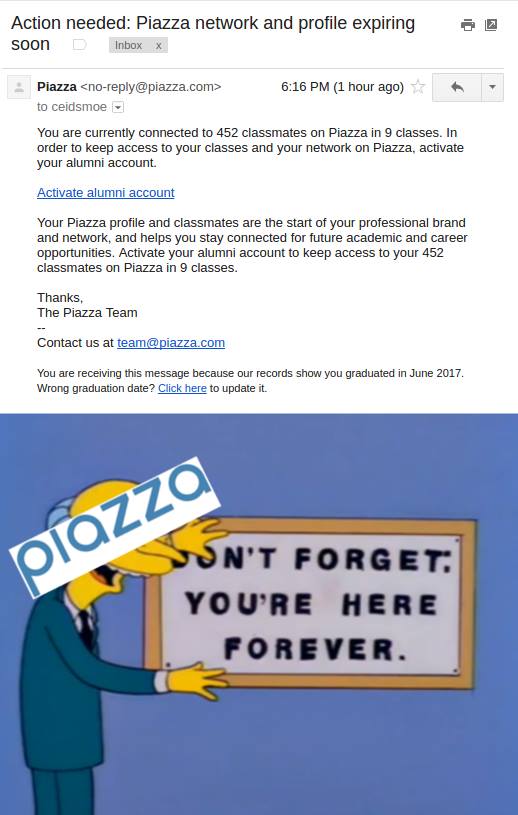 Action needed: Piazza network and profile expiring
soon Inbox x
Piazza <no-reply@piazza.com> 6:16 PM (1 hour ago)
to ceidsmoe
You are currently connected to 452 classmates on Piazza in 9 classes. In
order to keep access to your classes and your network on Piazza, activate
your alumni account.
Activate alumni account
Your Piazza profile and classmates are the start of your professional brand
and network, and helps you stay connected for future academic and career
opportunities. Activate your alumni account to keep access to your 452
classmates on Piazza in 9 classes.
Thanks,
The Piazza Team
--
Contact us at team@piazza.com
You are receiving this message because our records show you graduated in June 2017.
Wrong graduation date? Click here to update it.
piazza
ON'T FORGET:
YOU'RE HERE
FOREVER.